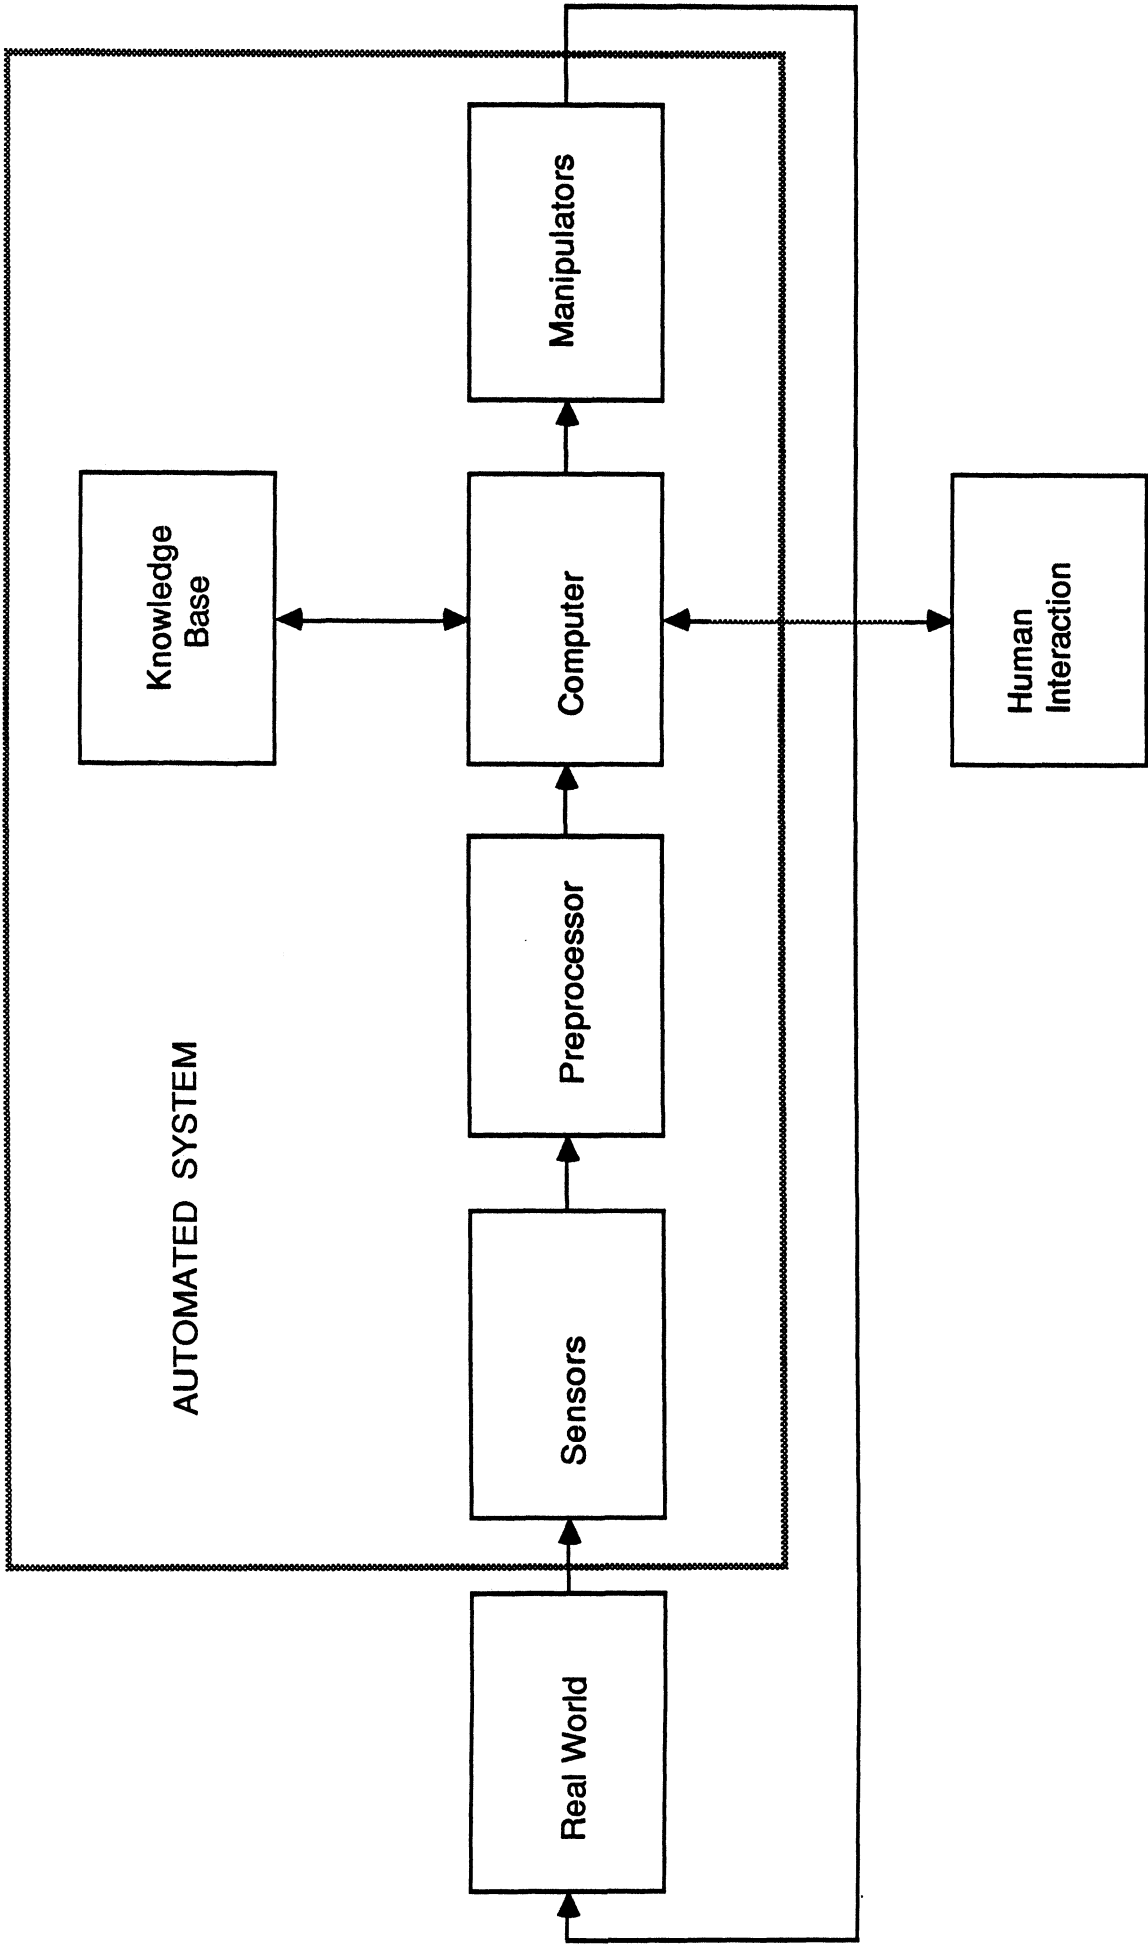 AUTOMATED SYSTEM
Knowledge
Base
Real World
Sensors
Preprocessor
Computer
Manipulators
Human
Interaction